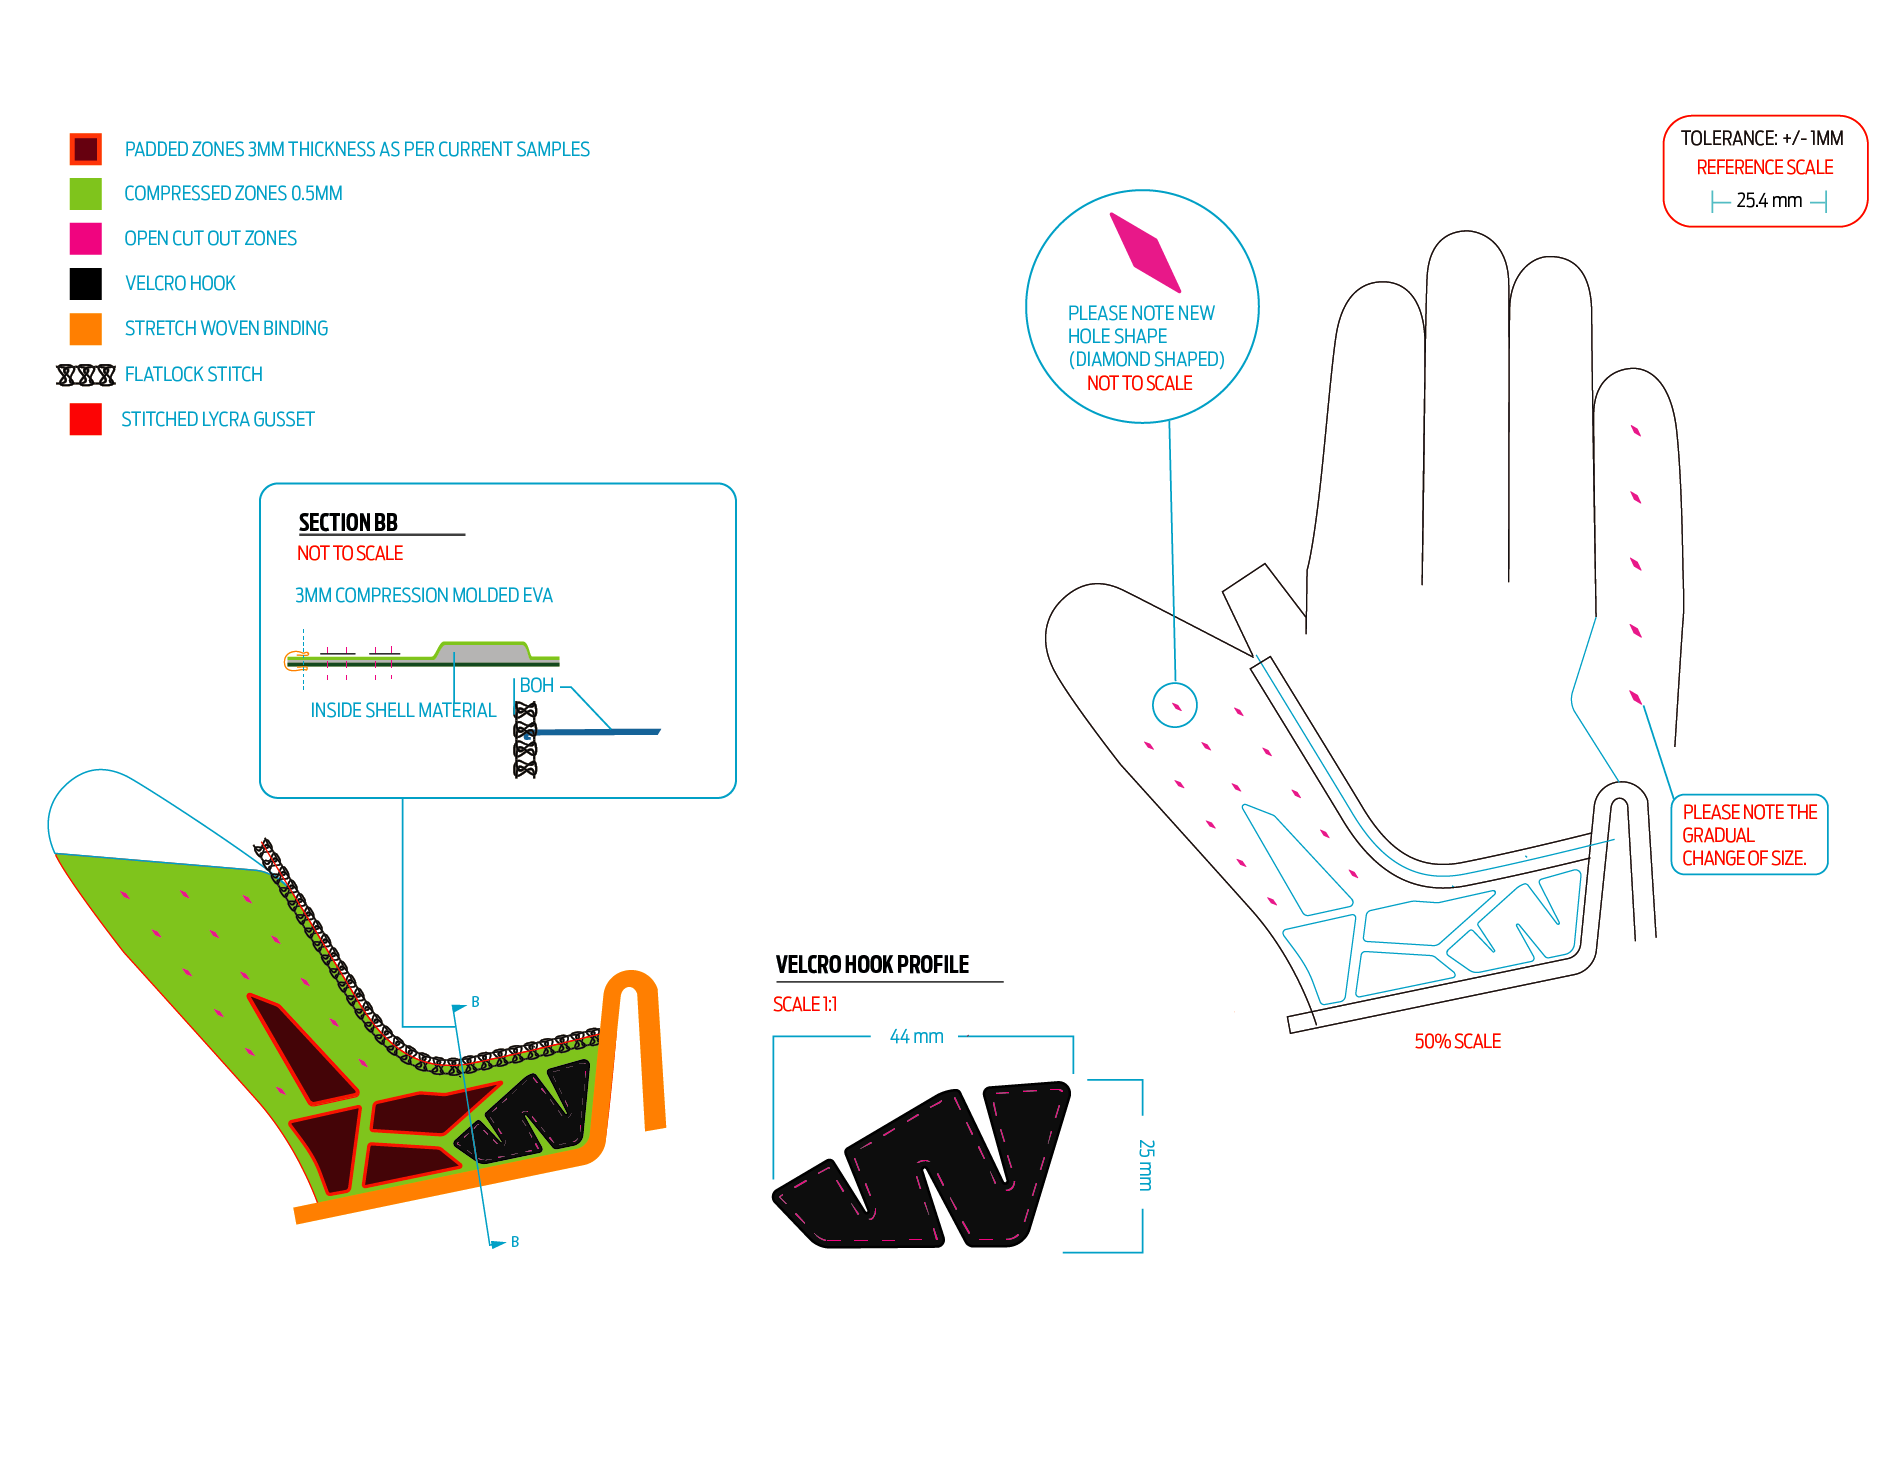 PADDED ZONES 3MM THICKNESS AS PER CURRENT SAMPLES
COMPRESSED ZONES 0.5MM
OPEN CUT OUT ZONES
VELCRO HOOK
STRETCH WOVEN BINDING
FLATLOCK STITCH
STITCHED LYCRA GUSSET
TOLERANCE: +/- 1MM
REFERENCE SCALE
25.4 mm
PLEASE NOTE NEW
HOLE SHAPE
(DIAMOND SHAPED)
NOT TO SCALE
SECTION BB
NOT TO SCALE
3MM COMPRESSION MOLDED EVA
BOH
INSIDE SHELL MATERIAL
PLEASE NOTE THE
GRADUAL
CHANGE OF SIZE.
B
B
VELCRO HOOK PROFILE
SCALE 1:1
44 mm
25 mm
50% SCALE